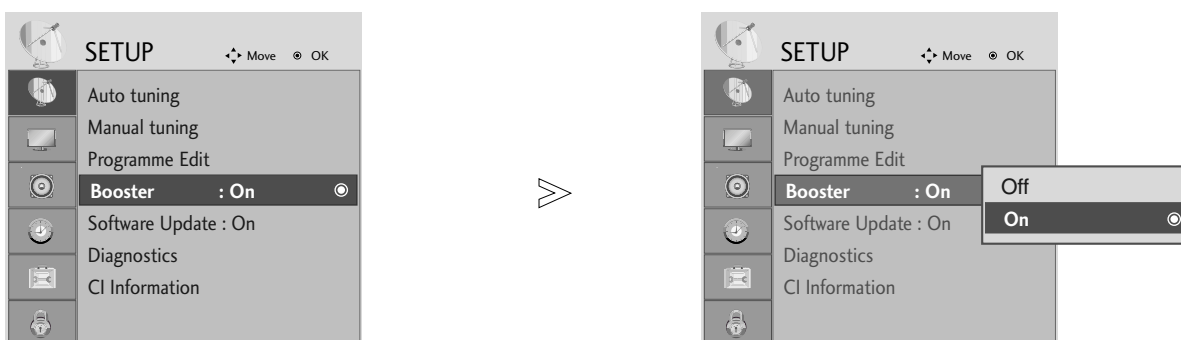 SETUP Move OK
Auto tuning
Manual tuning
Programme Edit
Booster : On
Software Update : On
Diagnostics
CI Information
SETUP Move OK
Auto tuning
Manual tuning
Programme Edit
Booster : On
Software Update : On
Diagnostics
CI Information
Off
On